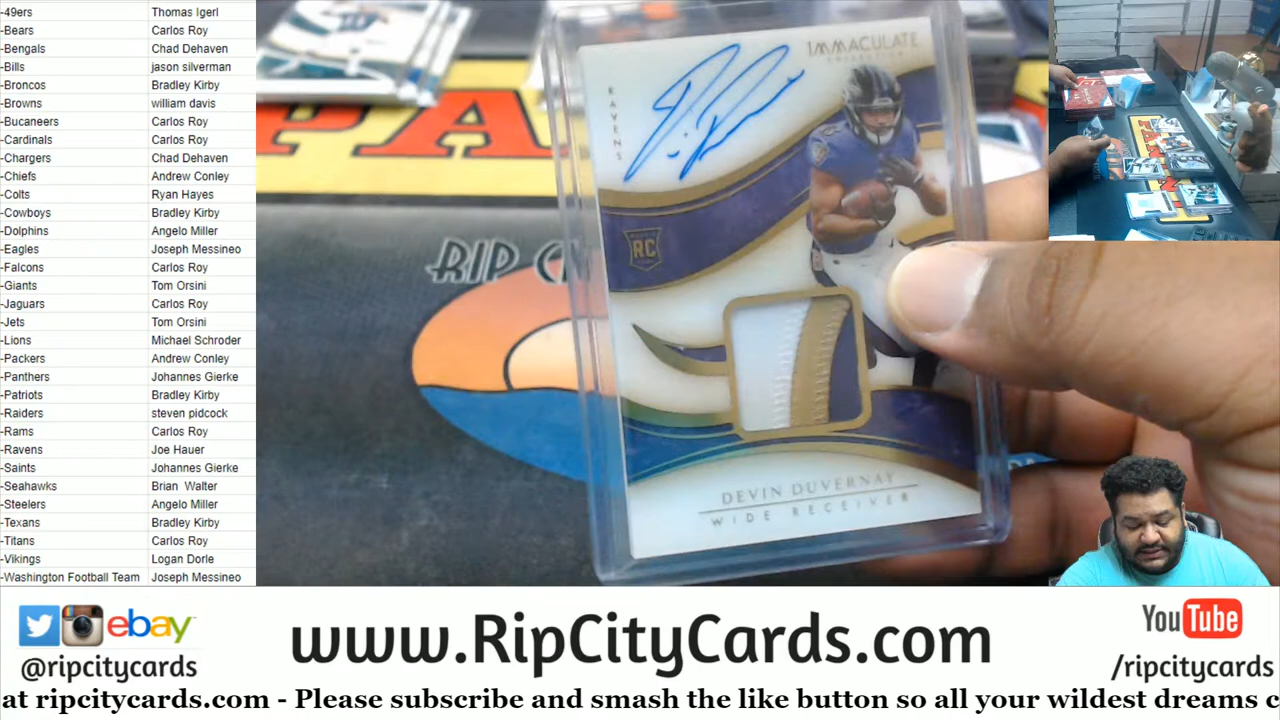 -49ers Thomas Igerl
-Bears Carlos Roy
-Bengals Chad Dehaven
-Bills jason silverman
-Broncos Bradley Kirby
-Browns william davis
-Bucaneers Carlos Roy
-Cardinals Carlos Roy
-Chargers Chad Dehaven
-Chiefs Andrew Conley
-Colts Ryan Hayes
-Cowboys Bradley Kirby
-Dolphins Angelo Miller
-Eagles Joseph Messineo
-Falcons Carlos Roy
-Giants Tom Orsini
-Jaguars Carlos Roy
-Jets Tom Orsini
-Lions Michael Schroder
-Packers Andrew Conley
-Panthers Johannes Gierke
-Patriots Bradley Kirby
-Raiders steven pidcock
-Rams Carlos Roy
-Ravens Joe Hauer
-Saints Johannes Gierke
-Seahawks Brian Walter
-Steelers Angelo Miller
-Texans Bradley Kirby
-Titans Carlos Roy
-Vikings Logan Dorle
-Washington Football Team Joseph Messineo
IMMACULATE
COLLECTION
RAVENS
RC
RIP C
DEVIN DUVERNAY
WIDE RECEIVER
ebay
@ripcitycards
www.RipCityCards.com
YouTube
/ripcitycards
at ripcitycards.com - Please subscribe and smash the like button so all your wildest dreams c